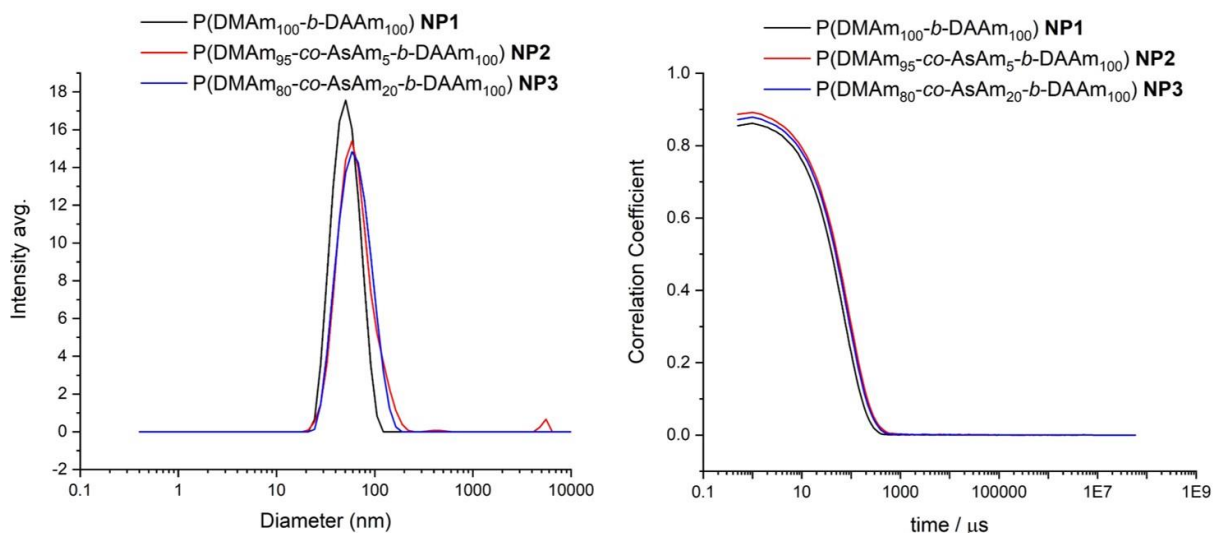 P(DMAm100-b-DAAm100) NP1
P(DMAm95-co-AsAm5-b-DAAm100) NP2
P(DMAm80-co-AsAm20-b-DAAm100) NP3
18
16
14
12
10
8
6
4
2
0
-2
Intensity avg.
1
10
100
1000
10000
Diameter (nm)
P(DMAm100-b-DAAm100) NP1
P(DMAm95-co-AsAm5-b-DAAm100) NP2
P(DMAm80-co-AsAm20-b-DAAm100) NP3
1.0
0.8
0.6
0.4
0.2
0.0
Correlation Coefficient
0.1
10
1000
100000
1E7
1E9
time / μs